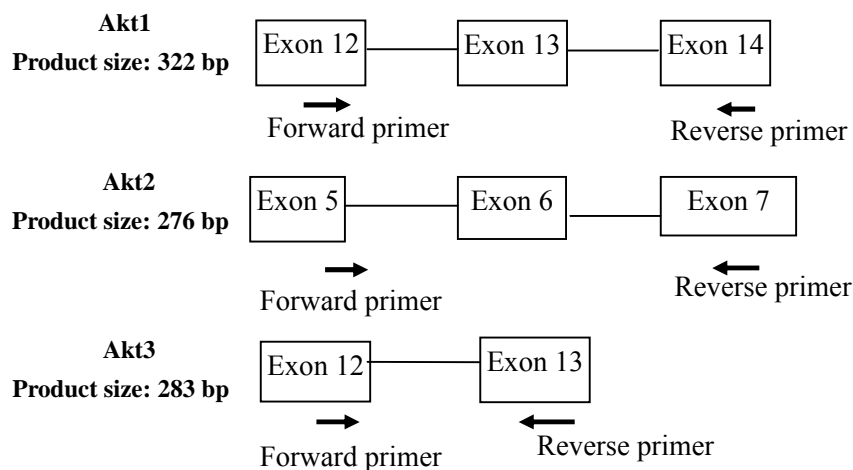 Akt1
Product size: 322 bp
Exon 12
Exon 13
Exon 14
Forward primer
Reverse primer
Akt2
Product size: 276 bp
Exon 5
Exon 6
Exon 7
Forward primer
Reverse primer
Akt3
Product size: 283 bp
Exon 12
Exon 13
Forward primer
Reverse primer